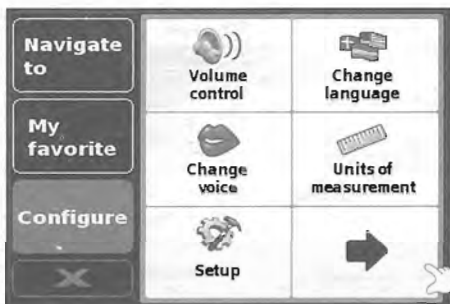 Navigate
to
My
favorite
Configure
Volume
control
Change
language
Change
voice
Units of
measurement
Setup